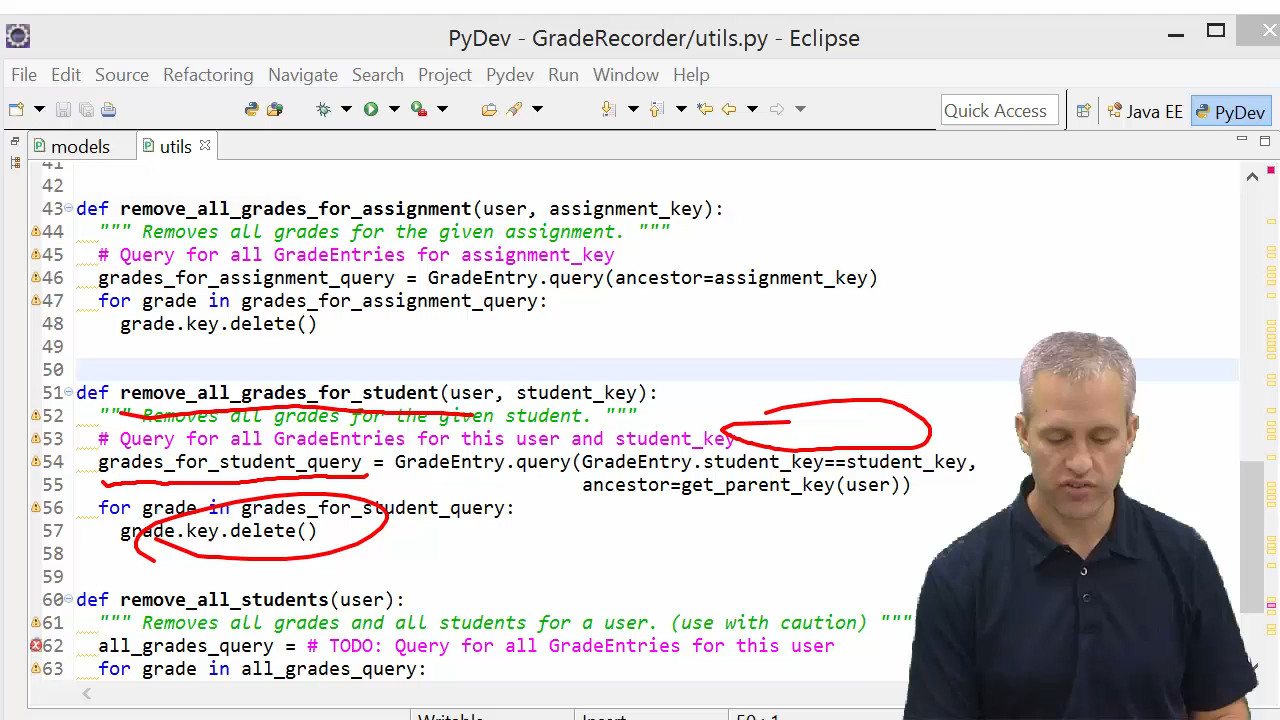 PyDev - GradeRecorder/utils.py - Eclipse
File Edit Source Refactoring Navigate Search Project Pydev Run Window Help
Quick Access Java EE PyDev
models utils
41
42
43 def remove_all_grades_for_assignment(user, assignment_key):
44 """ Removes all grades for the given assignment. """
45 # Query for all GradeEntries for assignment_key
46 grades_for_assignment_query = GradeEntry.query(ancestor=assignment_key)
47 for grade in grades_for_assignment_query:
48 grade.key.delete()
49
50
51 def remove_all_grades_for_student(user, student_key):
52 """ Removes all grades for the given student. """
53 # Query for all GradeEntries for this user and student_key
54 grades_for_student_query = GradeEntry.query(GradeEntry.student_key==student_key,
55 ancestor=get_parent_key(user))
56 for grade in grades_for_student_query:
57 grade.key.delete()
58
59
60 def remove_all_students(user):
61 """ Removes all grades and all students for a user. (use with caution) """
62 all_grades_query = # TODO: Query for all GradeEntries for this user
63 for grade in all_grades_query:
Writable Insert 50 : 1